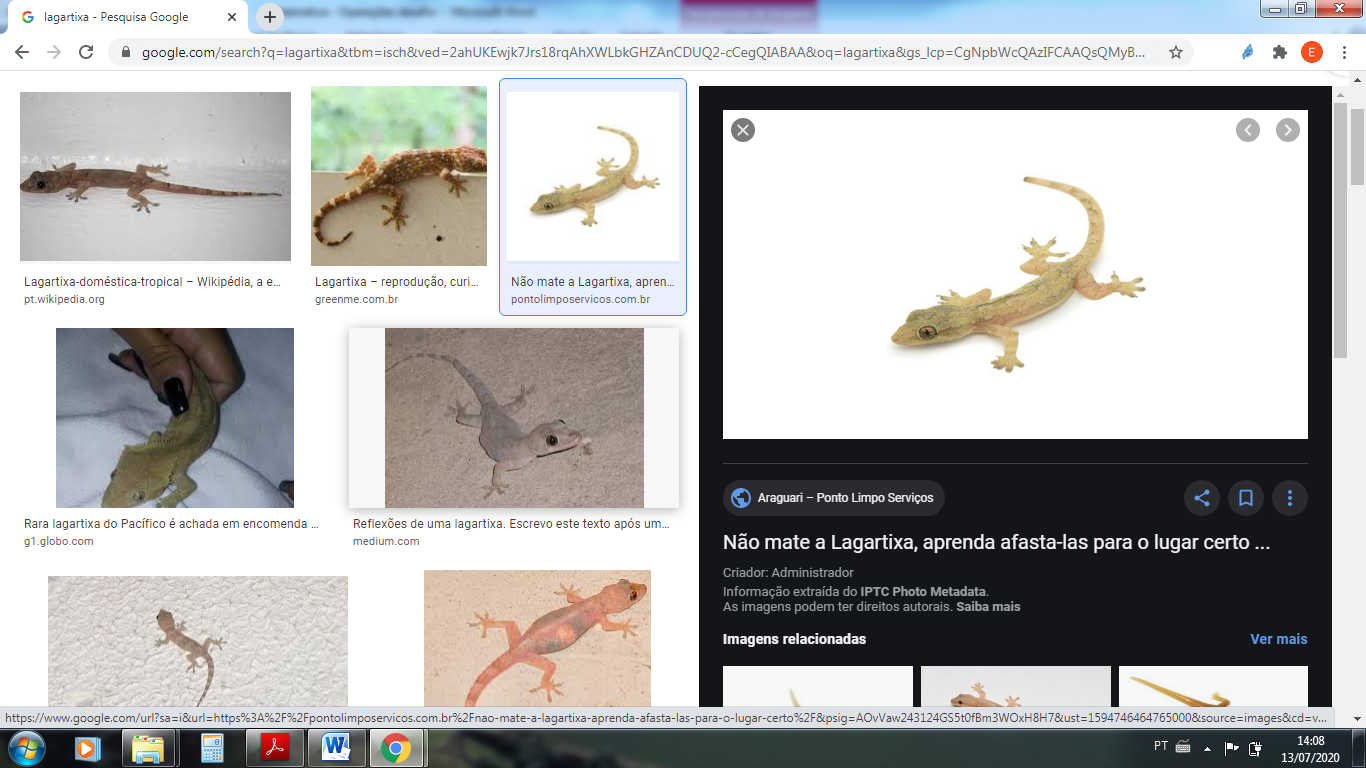 lagartixa - Pesquisa Google
google.com/search?q=lagartixa&tbm=isch&ved=2ahUKEwjk7Jrs18rqAhXWLbkGHZAnCDUQ2-cCegQIABAA&oq=lagartixa&gs_lcp=CgNpbWcQAzIFCAAQsQMyB...
E
Lagartixa-doméstica-tropical – Wikipédia, a e...
pt.wikipedia.org
Lagartixa – reprodução, curi...
greenme.com.br
Não mate a Lagartixa, apren...
pontolimposervicos.com.br
Rara lagartixa do Pacífico é achada em encomenda ...
g1.globo.com
Reflexões de uma lagartixa. Escrevo este texto após um...
medium.com
Araguari – Ponto Limpo Serviços
Não mate a Lagartixa, aprenda afasta-las para o lugar certo ...
Criador: Administrador
Informação extraída do IPTC Photo Metadata.
As imagens podem ter direitos autorais. Saiba mais
Imagens relacionadas
Ver mais
https://www.google.com/url?sa=i&url=https%3A%2F%2Fpontolimposervicos.com.br%2Fnao-mate-a-lagartixa-aprenda-afasta-las-para-o-lugar-certo%2F&psig=AOvVaw243124GS5t0fBm3WOxH8H7&ust=1594746464765000&source=images&cd=v...
PT
14:08
13/07/2020